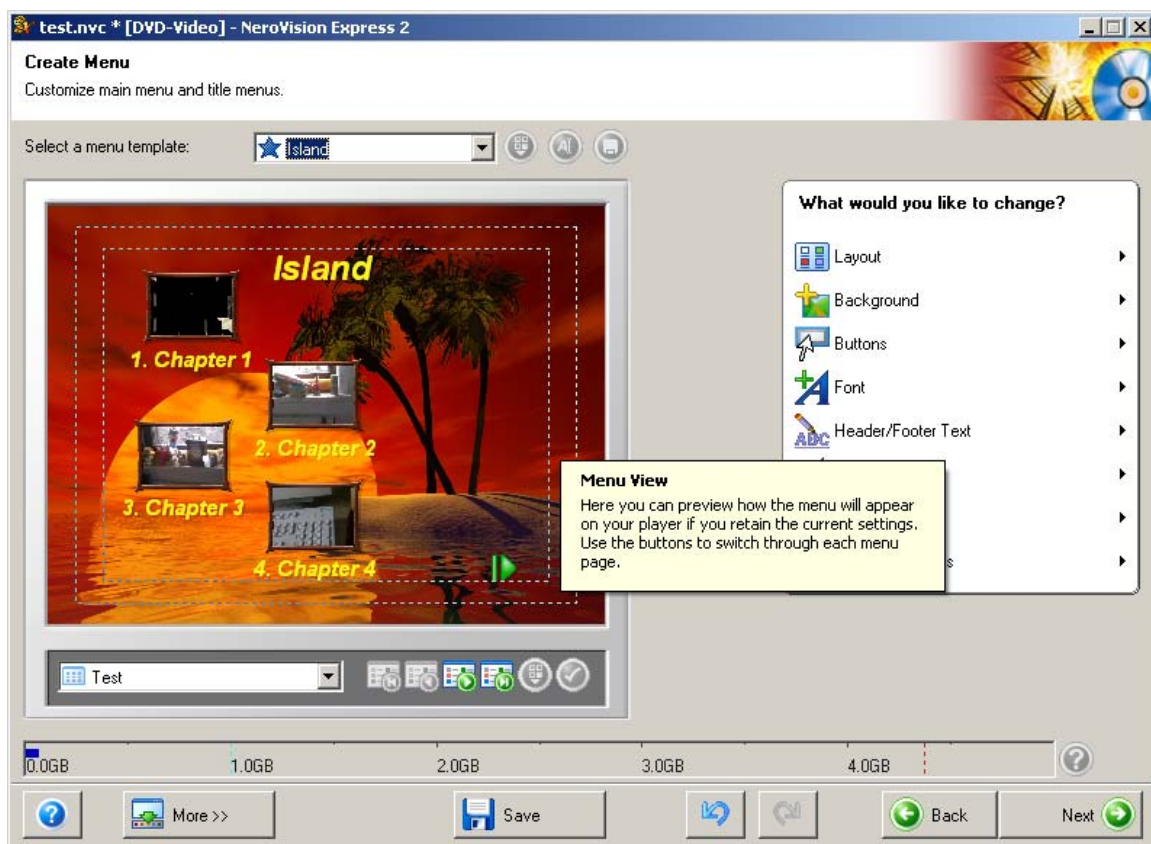 test.nvc * [DVD-Video] - NeroVision Express 2
Create Menu
Customize main menu and title menus.
Select a menu template:
Island
What would you like to change?
Layout
Background
Buttons
Font
ABC Header/Footer Text
s
Island
1. Chapter 1
2. Chapter 2
3. Chapter 3
4. Chapter 4
Menu View
Here you can preview how the menu will appear
on your player if you retain the current settings.
Use the buttons to switch through each menu
page.
Test
0.0GB 1.0GB 2.0GB 3.0GB 4.0GB
More >>
Save
Back
Next